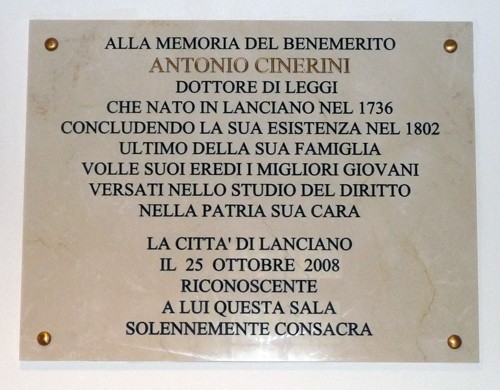 ALLA MEMORIA DEL BENEMERITO
ANTONIO CINERINI
DOTTORE DI LEGGI
CHE NATO IN LANCIANO NEL 1736
CONCLUDENDO LA SUA ESISTENZA NEL 1802
ULTIMO DELLA SUA FAMIGLIA
VOLLE SUOI EREDI I MIGLIORI GIOVANI
VERSATI NELLO STUDIO DEL DIRITTO
NELLA PATRIA SUA CARA
LA CITTA' DI LANCIANO
IL 25 OTTOBRE 2008
RICONOSCENTE
A LUI QUESTA SALA
SOLENNEMENTE CONSACRA